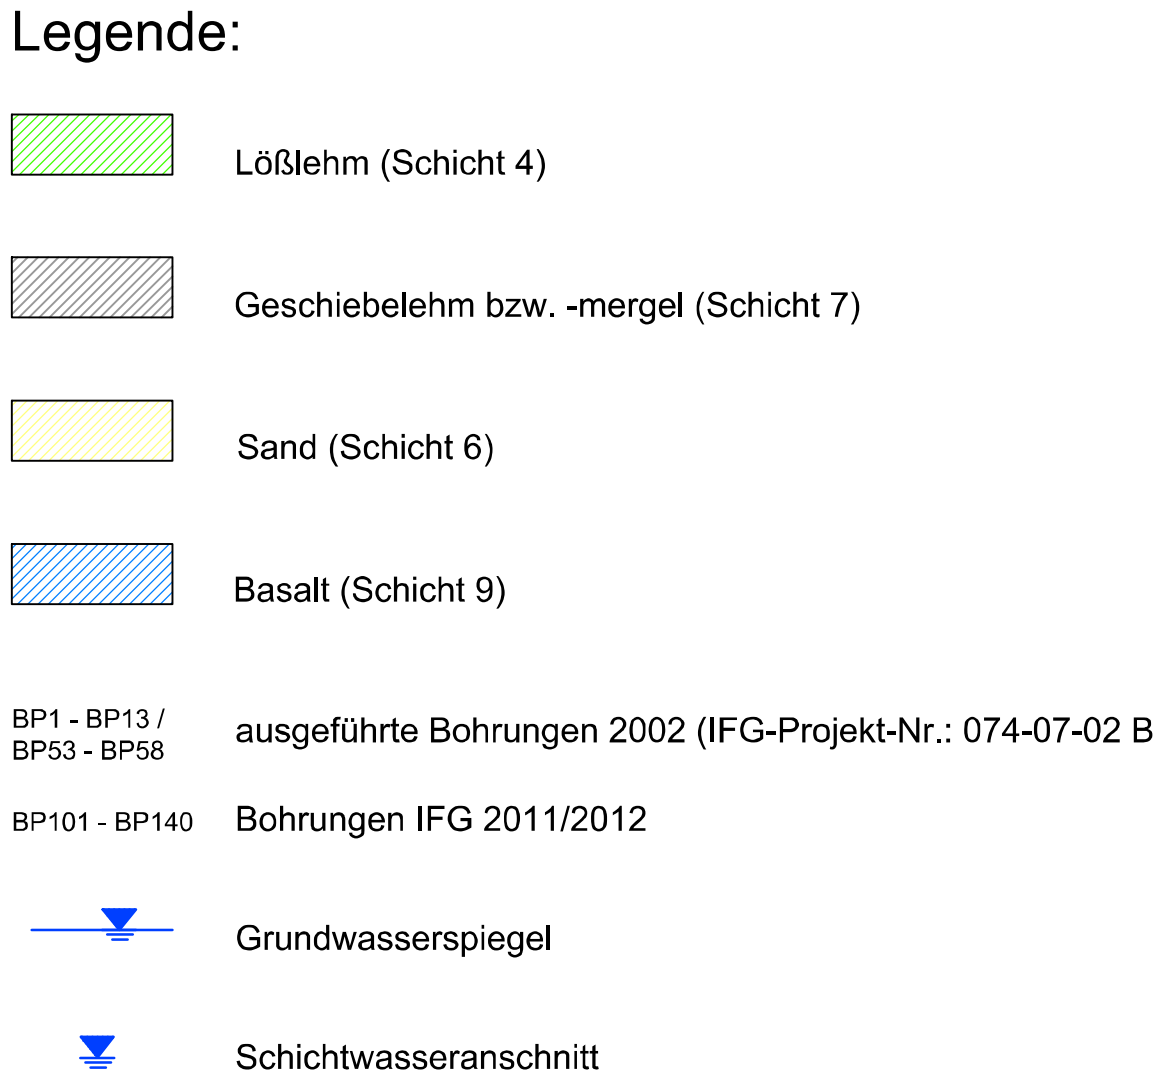 Legende:
Lößlehm (Schicht 4)
Geschiebelehm bzw. -mergel (Schicht 7)
Sand (Schicht 6)
Basalt (Schicht 9)
BP1 - BP13 /
BP53 - BP58
ausgeführte Bohrungen 2002 (IFG-Projekt-Nr.: 074-07-02 B
BP101 - BP140 Bohrungen IFG 2011/2012
Grundwasserspiegel
Schichtwasseranschnitt